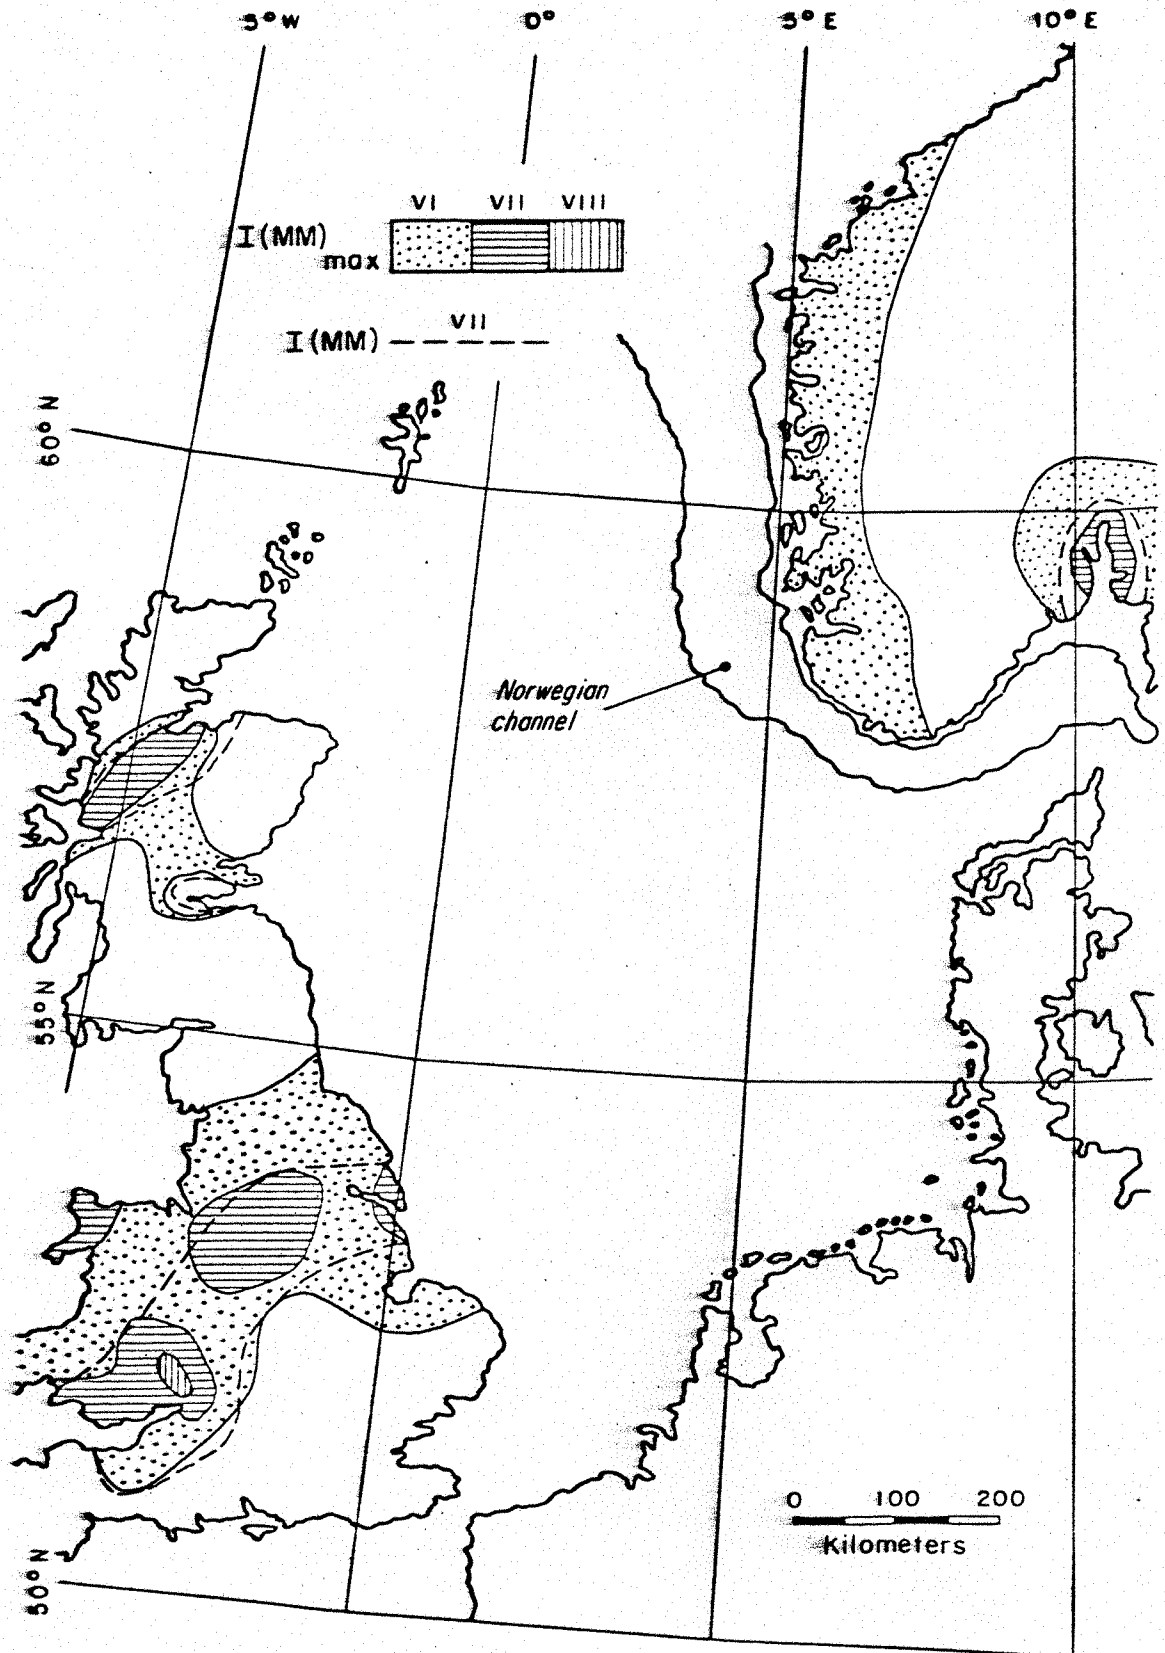 5°W 0° 5°E 10°E
VI VII VIII
I(MM)max
VII
I(MM)
60°N
Norwegian
channel
55°N
0 100 200
Kilometers
50°N